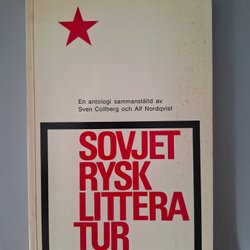 En antologi sammanställd av
Sven Collberg och Alf Nordqvist
SOVJET
RYSK
LITTERA
TUR